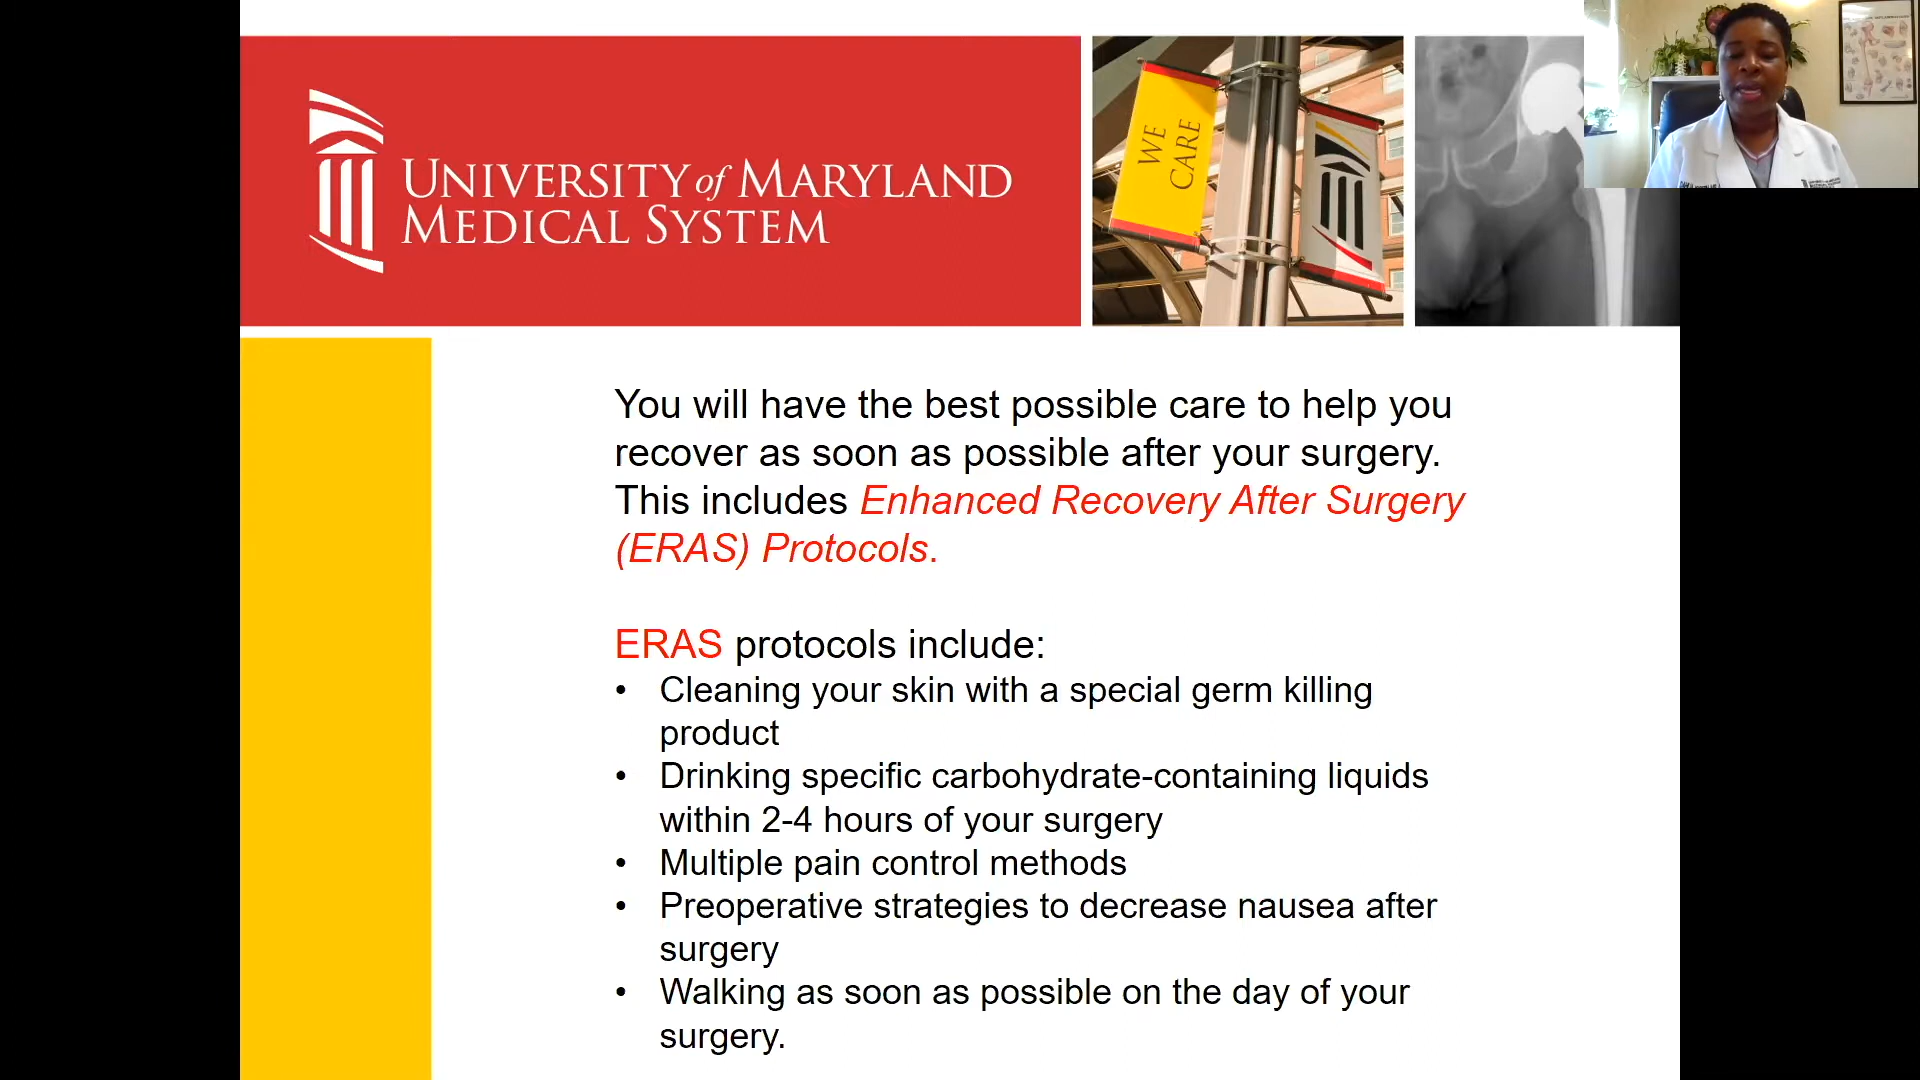 UNIVERSITY of MARYLAND
MEDICAL SYSTEM
WE
CARE
You will have the best possible care to help you
recover as soon as possible after your surgery.
This includes Enhanced Recovery After Surgery
(ERAS) Protocols.
ERAS protocols include:
• Cleaning your skin with a special germ killing
product
• Drinking specific carbohydrate-containing liquids
within 2-4 hours of your surgery
• Multiple pain control methods
• Preoperative strategies to decrease nausea after
surgery
• Walking as soon as possible on the day of your
surgery.